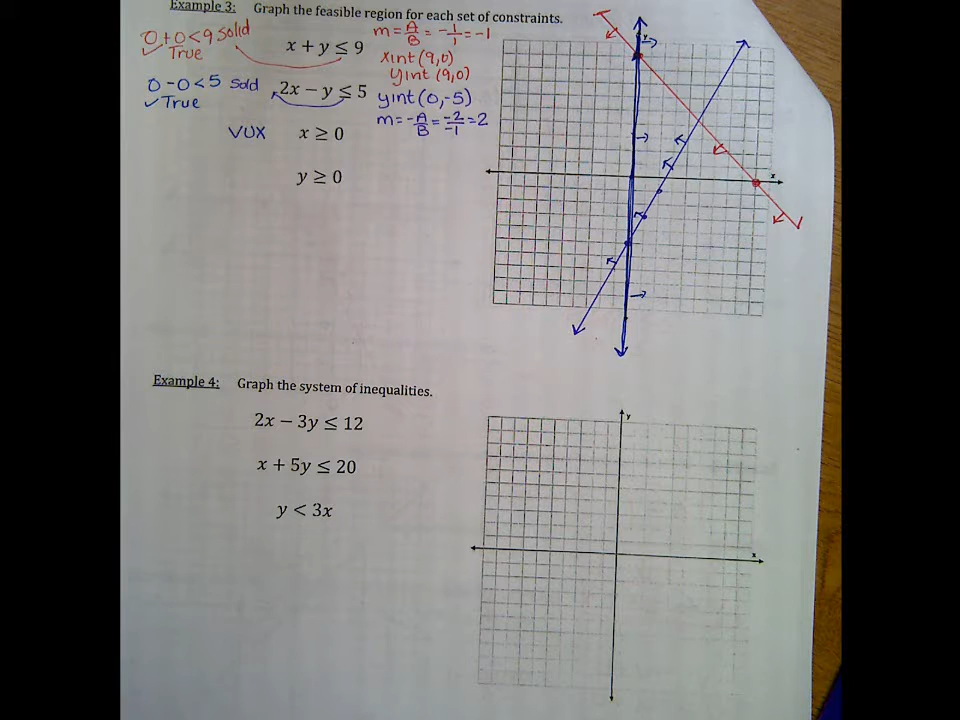 Example 3: Graph the feasible region for each set of constraints.
0+0<9 Solid
✓ True
x + y ≤ 9
m = A/B = -1/1 = -1
xint (9,0)
yint (9,0)
0-0<5 Sold
✓ True
2x − y ≤ 5
yint (0,-5)
m = -A/B = -2/-1 = 2
VUX x ≥ 0
y ≥ 0
y
x
Example 4: Graph the system of inequalities.
2x − 3y ≤ 12
x + 5y ≤ 20
y < 3x
y
x